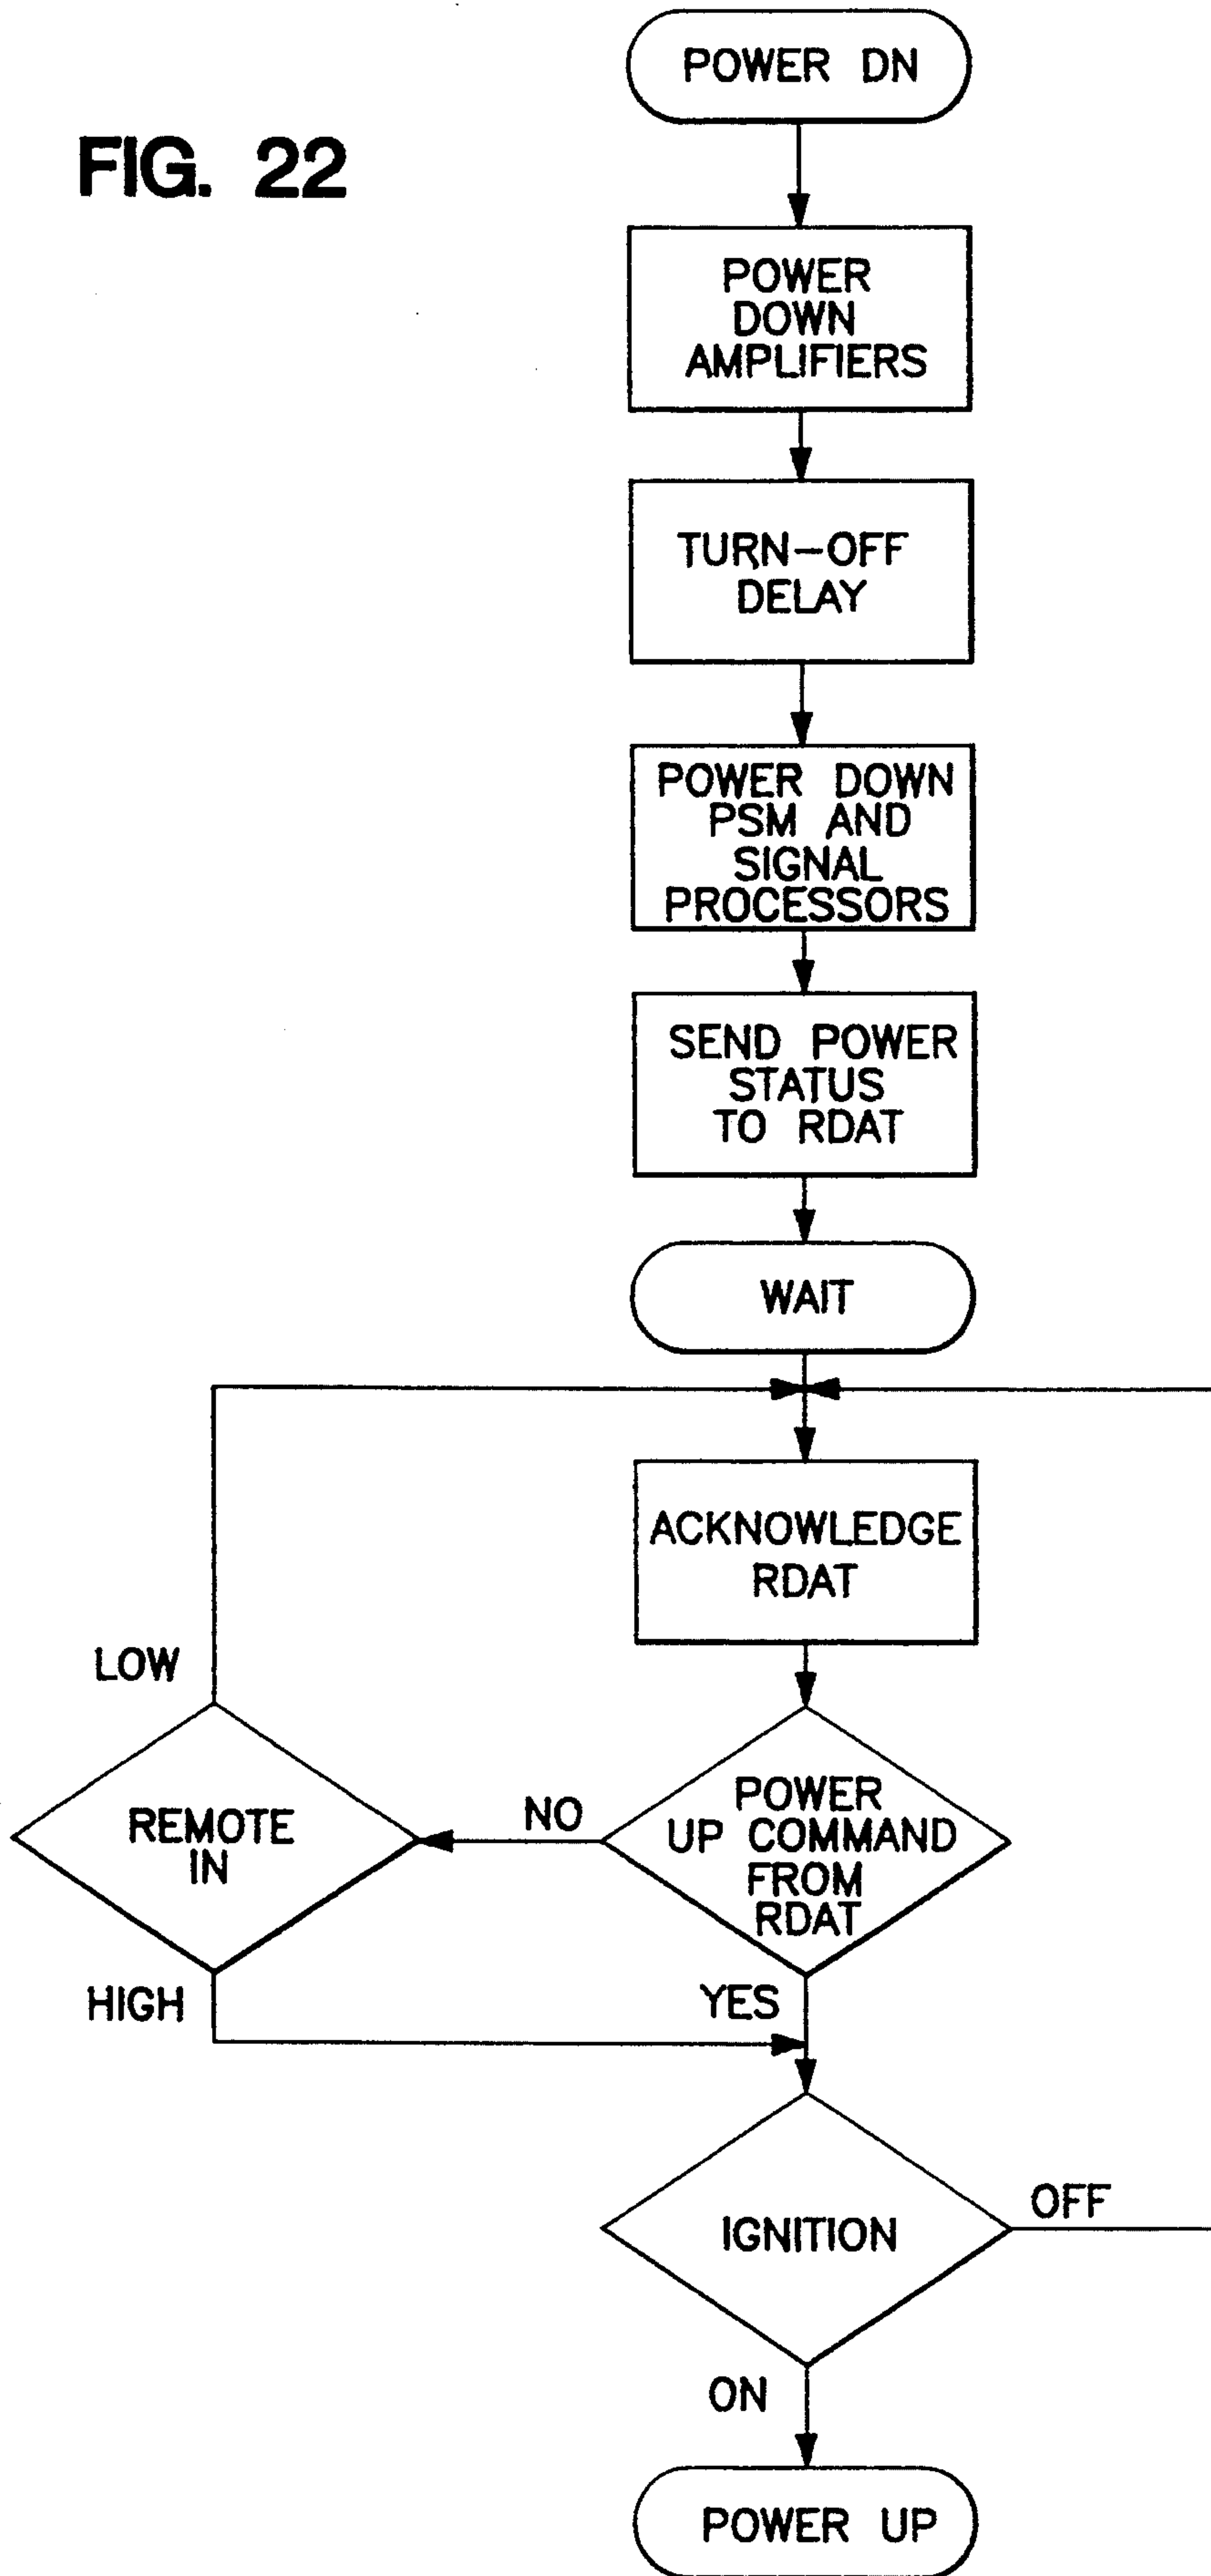 FIG. 22
POWER DN
POWER
DOWN
AMPLIFIERS
TURN-OFF
DELAY
POWER DOWN
PSM AND
SIGNAL
PROCESSORS
SEND POWER
STATUS
TO RDAT
WAIT
ACKNOWLEDGE
RDAT
LOW
REMOTE
IN
NO
POWER
UP COMMAND
FROM
RDAT
HIGH
YES
IGNITION
OFF
ON
POWER UP